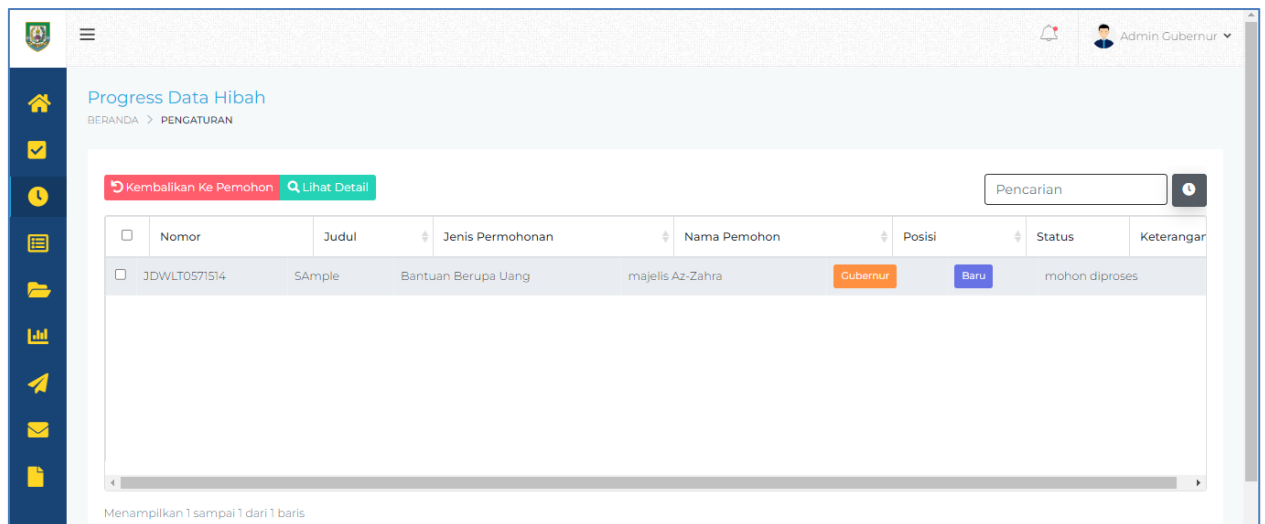 Admin Gubernur
Progress Data Hibah
BERANDA > PENGATURAN
Kembalikan Ke Pemohon Lihat Detail Pencarian
Nomor Judul Jenis Permohonan Nama Pemohon Posisi Status Keterangan
JDWLT0571514 SAmple Bantuan Berupa Uang majelis Az-Zahra Gubernur Baru mohon diproses
Menampilkan 1 sampai 1 dari 1 baris